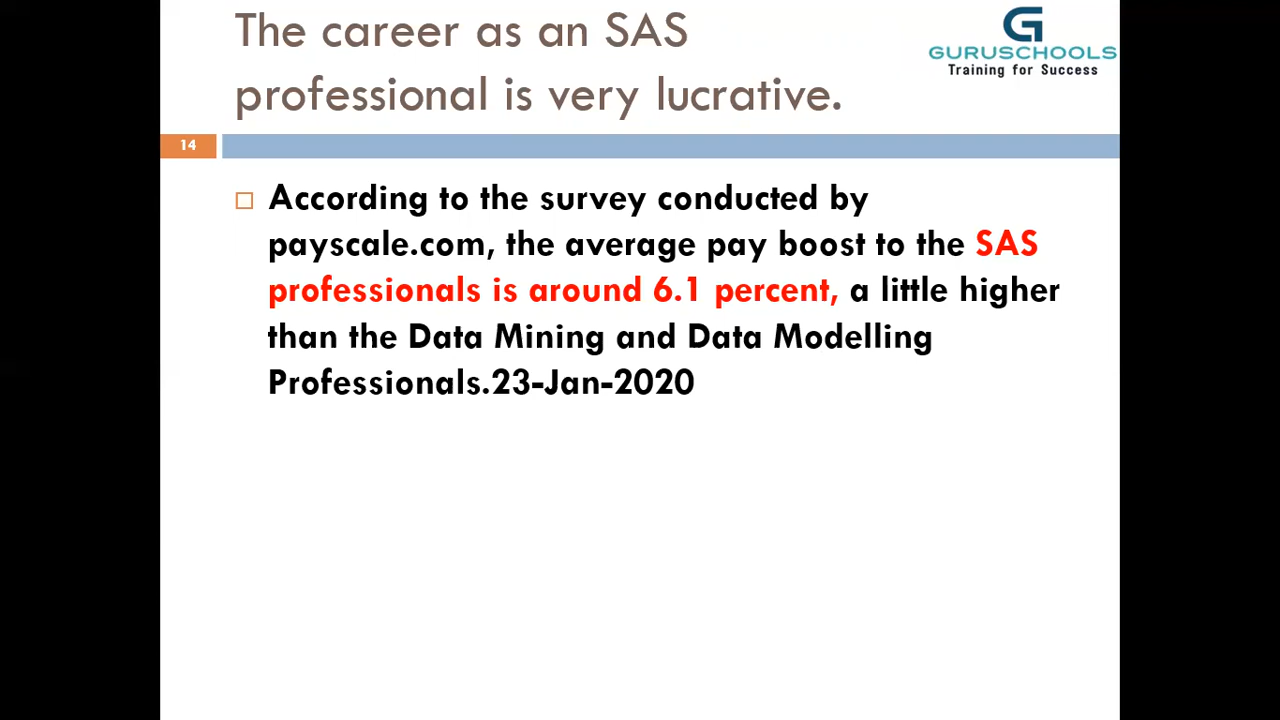 The career as an SAS
professional is very lucrative.
G
GURUSCHOOLS
Training for Success
14
According to the survey conducted by
payscale.com, the average pay boost to the SAS
professionals is around 6.1 percent, a little higher
than the Data Mining and Data Modelling
Professionals.23-Jan-2020